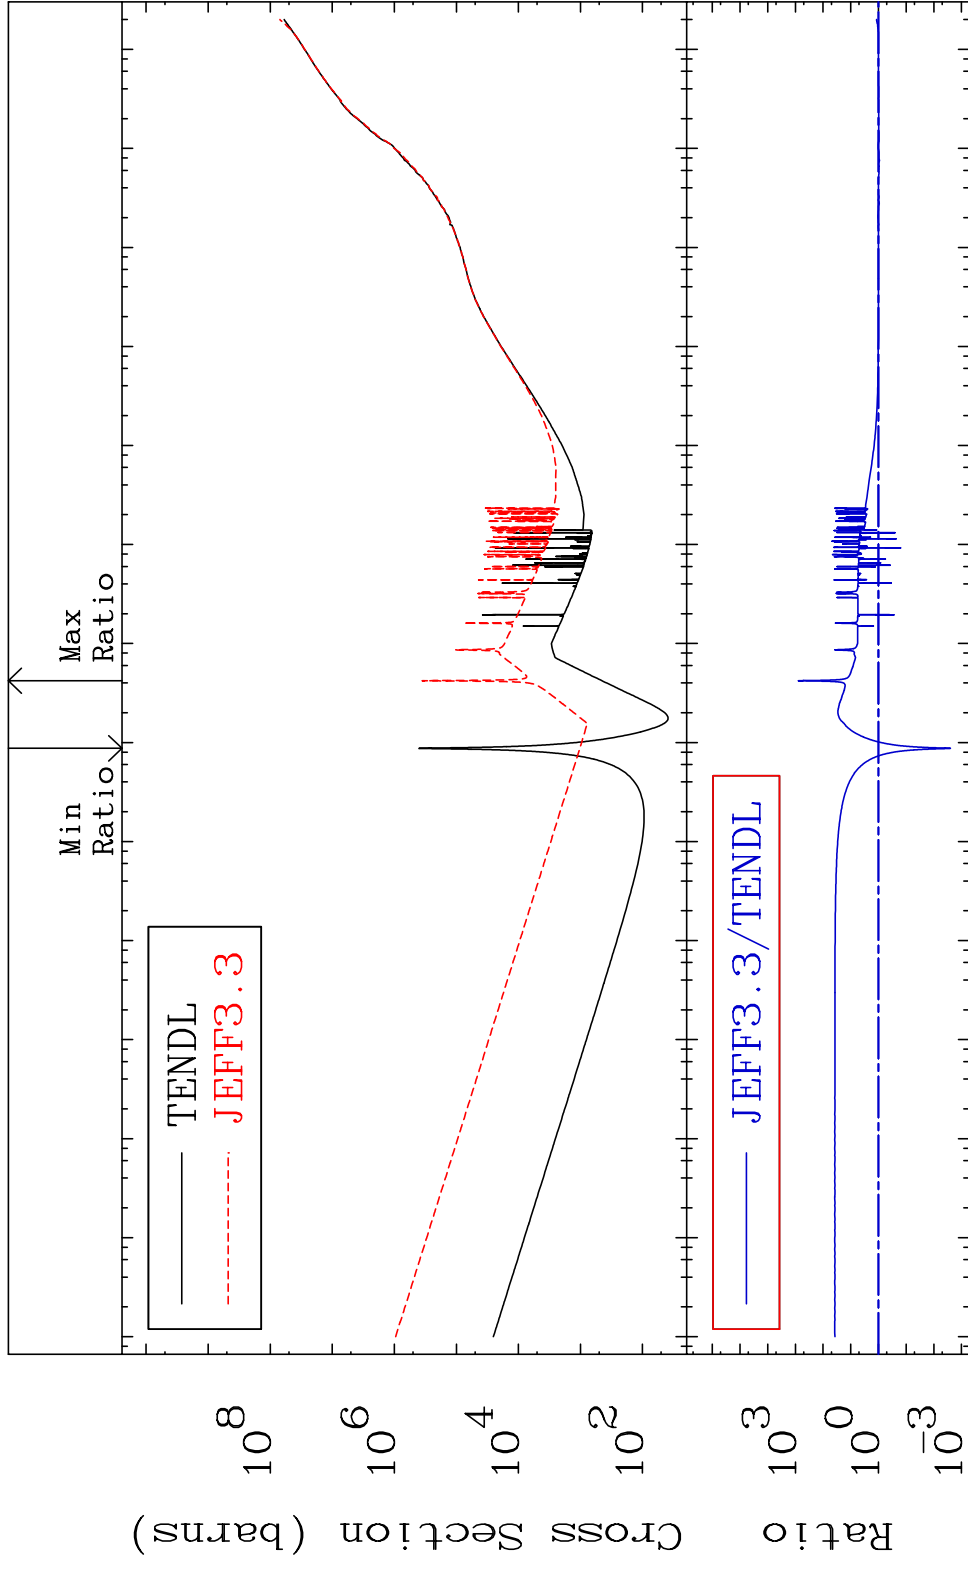 Min
Ratio
Max
Ratio
TENDL
JEFF3.3
10^8
10^6
10^4
10^2
Cross Section (barns)
JEFF3.3/TENDL
10^3
10^0
10^-3
Ratio